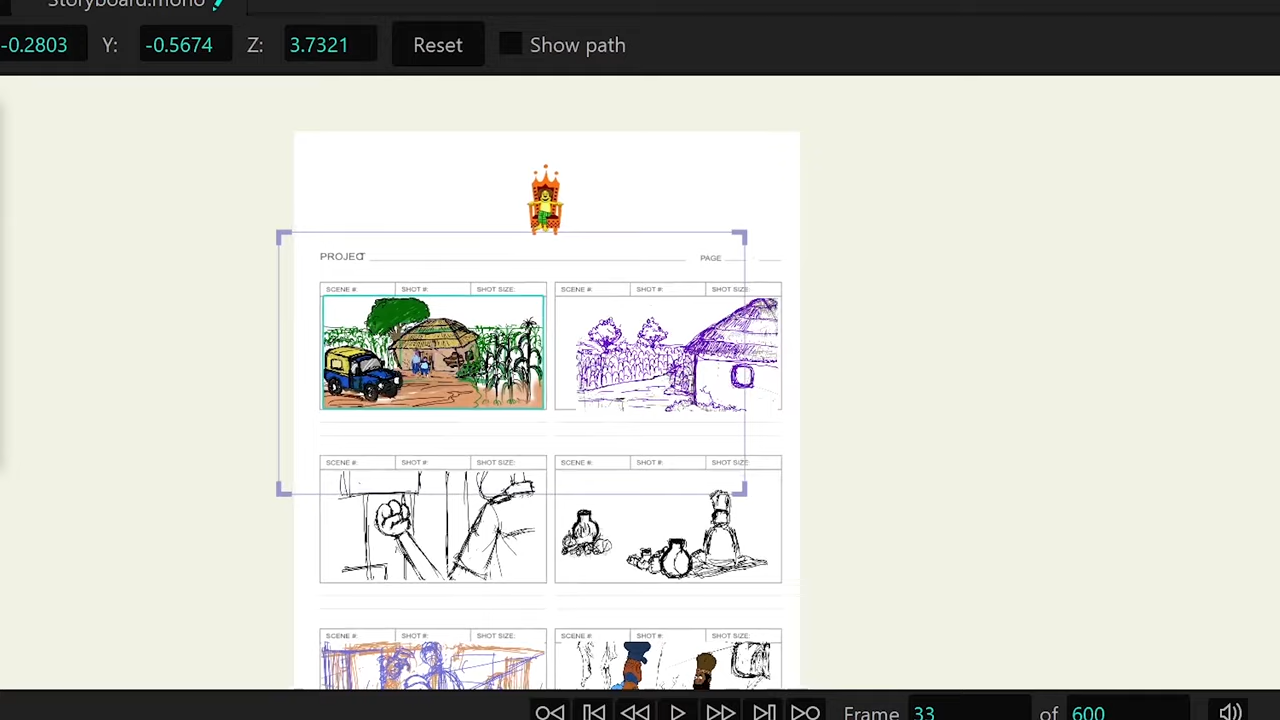 Storyboard.moho
-0.2803 Y: -0.5674 Z: 3.7321 Reset Show path
PROJECT PAGE
SCENE #: SHOT #: SHOT SIZE: SCENE #: SHOT #: SHOT SIZE:
SCENE #: SHOT #: SHOT SIZE: SCENE #: SHOT #: SHOT SIZE:
SCENE #: SHOT #: SHOT SIZE: SCENE #: SHOT #: SHOT SIZE:
Frame 33 of 600